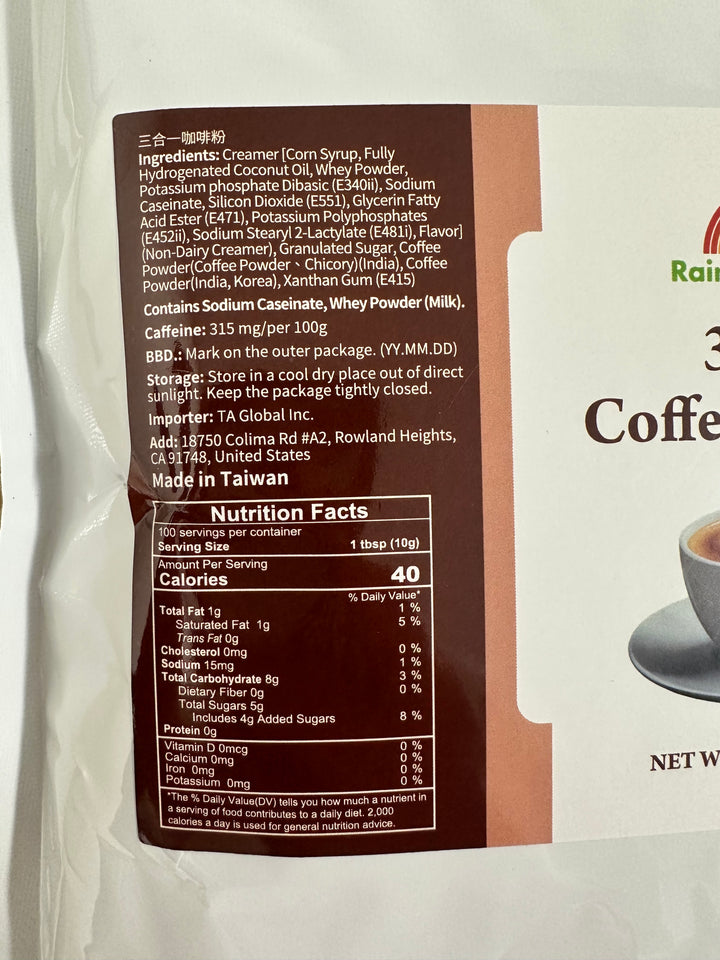 三合一咖啡粉
Ingredients: Creamer [Corn Syrup, Fully
Hydrogenated Coconut Oil, Whey Powder,
Potassium phosphate Dibasic (E340ii), Sodium
Caseinate, Silicon Dioxide (E551), Glycerin Fatty
Acid Ester (E471), Potassium Polyphosphates
(E452ii), Sodium Stearyl 2-Lactylate (E481i), Flavor]
(Non-Dairy Creamer), Granulated Sugar, Coffee
Powder(Coffee Powder、Chicory)(India), Coffee
Powder(India, Korea), Xanthan Gum (E415)
Contains Sodium Caseinate, Whey Powder (Milk).
Caffeine: 315 mg/per 100g
BBD.: Mark on the outer package. (YY.MM.DD)
Storage: Store in a cool dry place out of direct
sunlight. Keep the package tightly closed.
Importer: TA Global Inc.
Add: 18750 Colima Rd #A2, Rowland Heights,
CA 91748, United States
Made in Taiwan
Nutrition Facts
100 servings per container
Serving Size 1 tbsp (10g)
Amount Per Serving
Calories 40
% Daily Value*
Total Fat 1g 1 %
Saturated Fat 1g 5 %
Trans Fat 0g
Cholesterol 0mg 0 %
Sodium 15mg 1 %
Total Carbohydrate 8g 3 %
Dietary Fiber 0g 0 %
Total Sugars 5g
Includes 4g Added Sugars 8 %
Protein 0g
Vitamin D 0mcg 0 %
Calcium 0mg 0 %
Iron 0mg 0 %
Potassium 0mg 0 %
*The % Daily Value(DV) tells you how much a nutrient in
a serving of food contributes to a daily diet. 2,000
calories a day is used for general nutrition advice.
Rai
3
Coffe
NET W